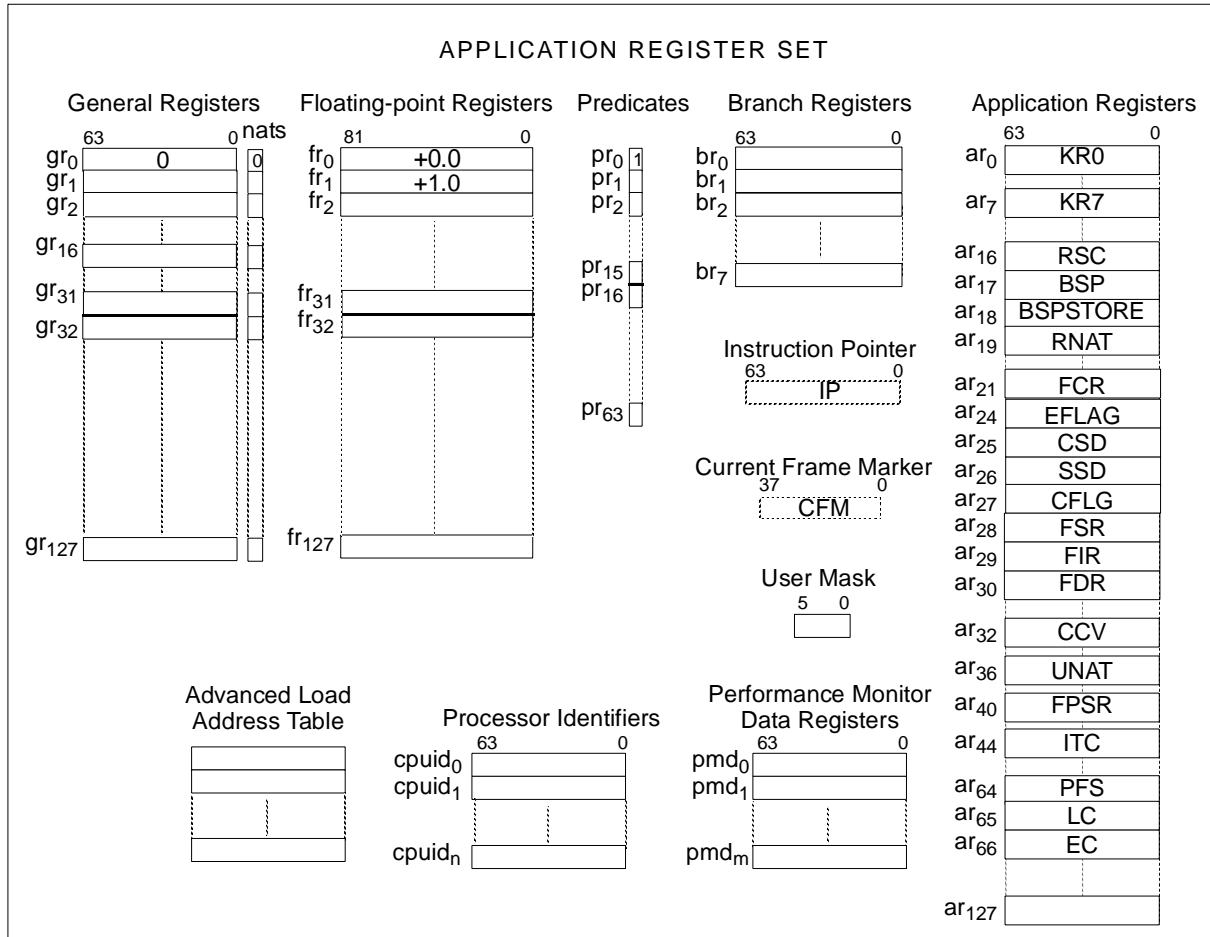 APPLICATION REGISTER SET
General Registers
63 0
nats
gr0 0 0
gr1
gr2
gr16
gr31
gr32
gr127
Floating-point Registers
81 0
fr0 +0.0
fr1 +1.0
fr2
fr31
fr32
fr127
Predicates
pr0 1
pr1
pr2
pr15
pr16
pr63
Branch Registers
63 0
br0
br1
br2
br7
Instruction Pointer
63 0
IP
Current Frame Marker
37 0
CFM
User Mask
5 0
Application Registers
63 0
ar0 KR0
ar7 KR7
ar16 RSC
ar17 BSP
ar18 BSPSTORE
ar19 RNAT
ar21 FCR
ar24 EFLAG
ar25 CSD
ar26 SSD
ar27 CFLG
ar28 FSR
ar29 FIR
ar30 FDR
ar32 CCV
ar36 UNAT
ar40 FPSR
ar44 ITC
ar64 PFS
ar65 LC
ar66 EC
ar127
Advanced Load
Address Table
Processor Identifiers
63 0
cpuid0
cpuid1
cpuidn
Performance Monitor
Data Registers
63 0
pmd0
pmd1
pmdm